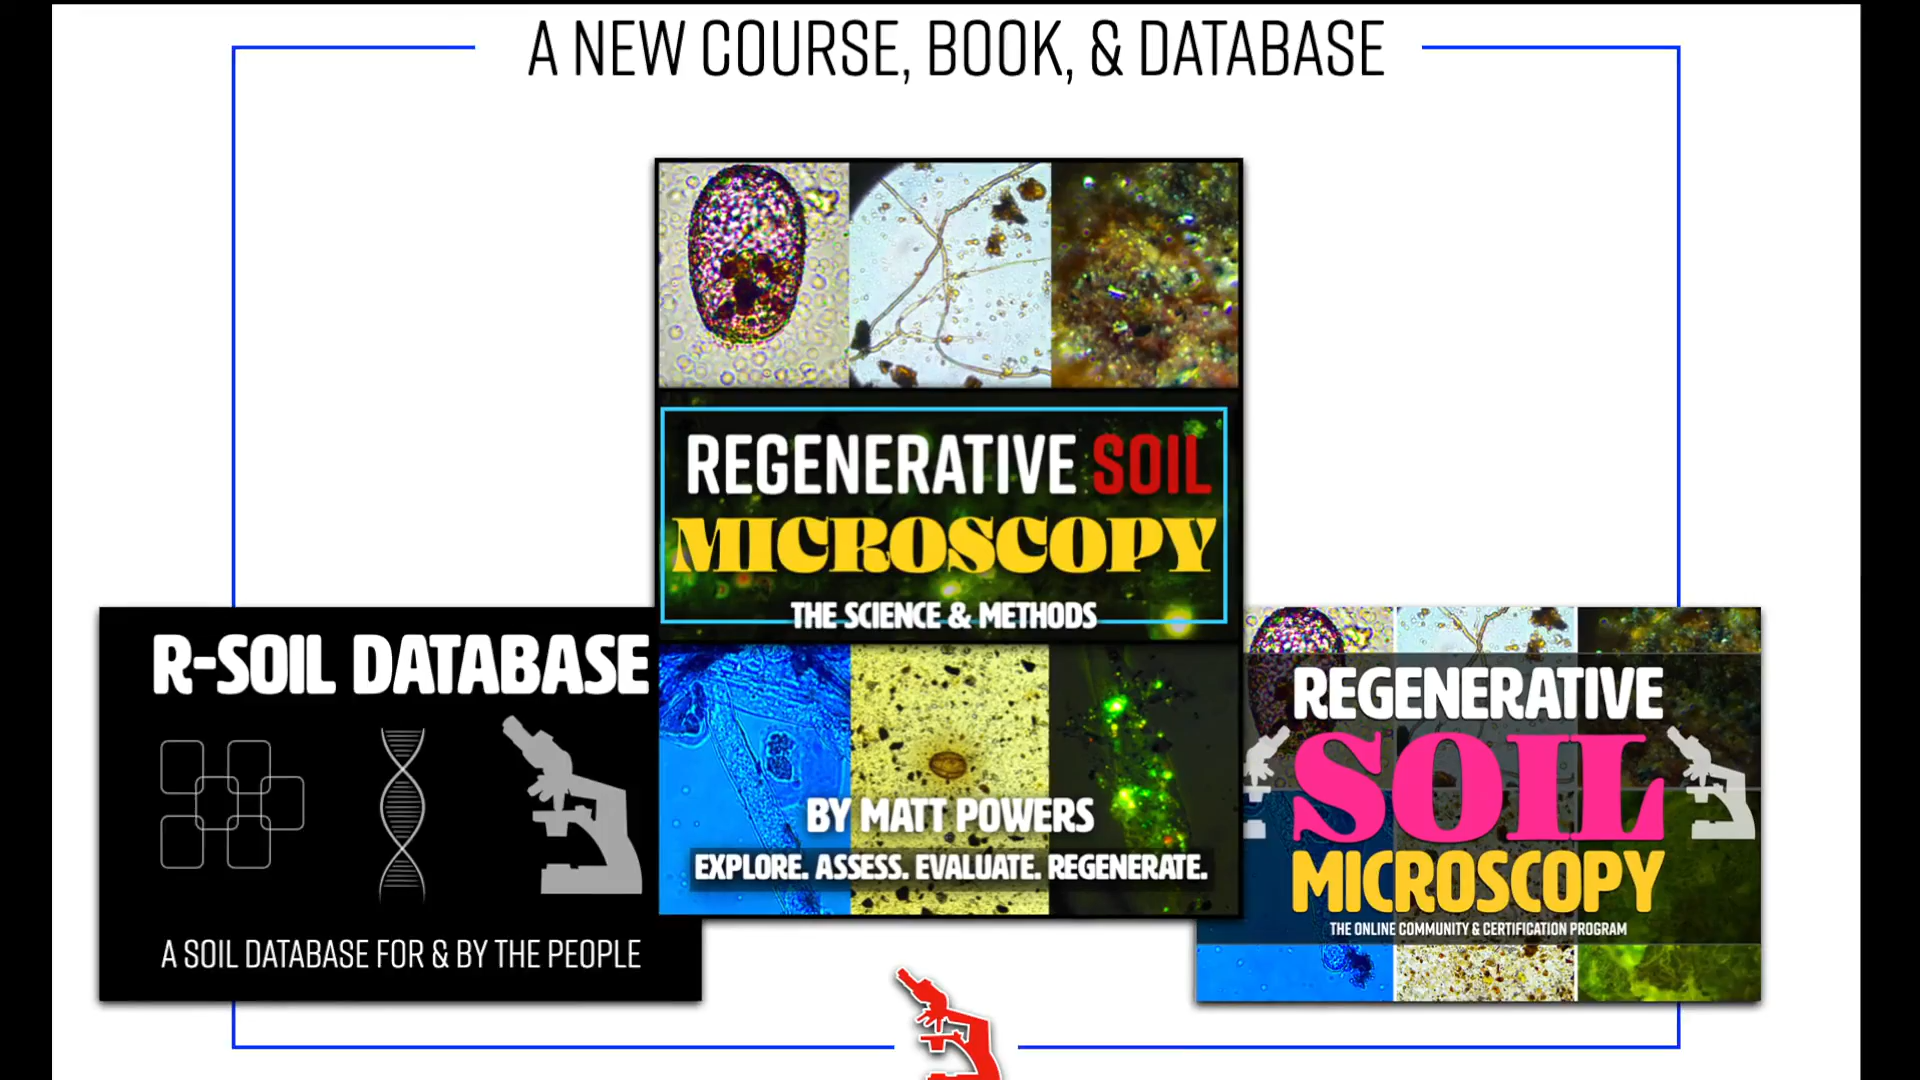 A NEW COURSE, BOOK, & DATABASE
REGENERATIVE SOIL
MICROSCOPY
THE SCIENCE & METHODS
BY MATT POWERS
EXPLORE. ASSESS. EVALUATE. REGENERATE.
R-SOIL DATABASE
A SOIL DATABASE FOR & BY THE PEOPLE
REGENERATIVE
SOIL
MICROSCOPY
THE ONLINE COMMUNITY & CERTIFICATION PROGRAM